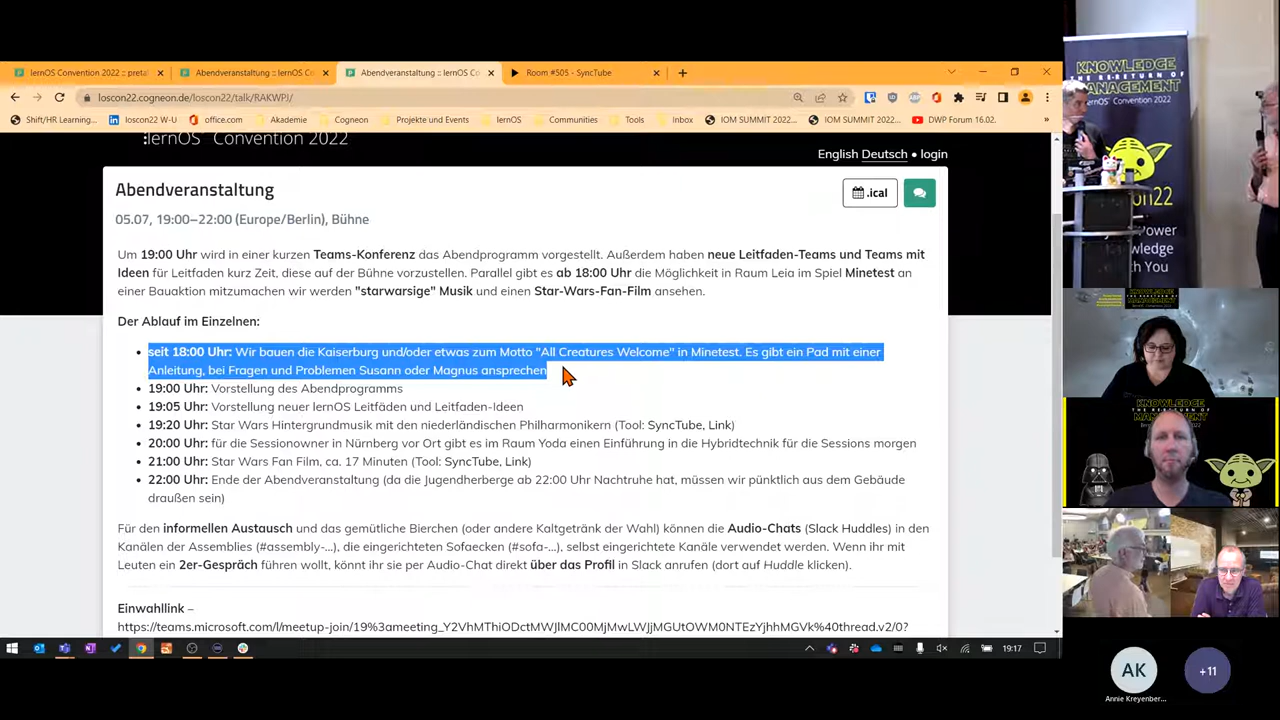 lernOS Convention 2022 :: preta
Abendveranstaltung :: lernOS Co
Abendveranstaltung :: lernOS Co
Room #505 - SyncTube
loscon22.cogneon.de/loscon22/talk/RAKWPJ/
Shift/HR Learning...
loscon22 W-U
office.com
Akademie
Cogneon
Projekte und Events
lernOS
Communities
Tools
Inbox
IOM SUMMIT 2022...
IOM SUMMIT 2022...
DWP Forum 16.02.
lernOS Convention 2022
English Deutsch • login
Abendveranstaltung
.ical
05.07, 19:00–22:00 (Europe/Berlin), Bühne
Um 19:00 Uhr wird in einer kurzen Teams-Konferenz das Abendprogramm vorgestellt. Außerdem haben neue Leitfaden-Teams und Teams mit
Ideen für Leitfaden kurz Zeit, diese auf der Bühne vorzustellen. Parallel gibt es ab 18:00 Uhr die Möglichkeit in Raum Leia im Spiel Minetest an
einer Bauaktion mitzumachen wir werden "starwarsige" Musik und einen Star-Wars-Fan-Film ansehen.
Der Ablauf im Einzelnen:
• seit 18:00 Uhr: Wir bauen die Kaiserburg und/oder etwas zum Motto "All Creatures Welcome" in Minetest. Es gibt ein Pad mit einer
Anleitung, bei Fragen und Problemen Susann oder Magnus ansprechen
• 19:00 Uhr: Vorstellung des Abendprogramms
• 19:05 Uhr: Vorstellung neuer lernOS Leitfäden und Leitfaden-Ideen
• 19:20 Uhr: Star Wars Hintergrundmusik mit den niederländischen Philharmonikern (Tool: SyncTube, Link)
• 20:00 Uhr: für die Sessionowner in Nürnberg vor Ort gibt es im Raum Yoda einen Einführung in die Hybridtechnik für die Sessions morgen
• 21:00 Uhr: Star Wars Fan Film, ca. 17 Minuten (Tool: SyncTube, Link)
• 22:00 Uhr: Ende der Abendveranstaltung (da die Jugendherberge ab 22:00 Uhr Nachtruhe hat, müssen wir pünktlich aus dem Gebäude
draußen sein)
Für den informellen Austausch und das gemütliche Bierchen (oder andere Kaltgetränk der Wahl) können die Audio-Chats (Slack Huddles) in den
Kanälen der Assemblies (#assembly-...), die eingerichteten Sofaecken (#sofa-...), selbst eingerichtete Kanäle verwendet werden. Wenn ihr mit
Leuten ein 2er-Gespräch führen wollt, könnt ihr sie per Audio-Chat direkt über das Profil in Slack anrufen (dort auf Huddle klicken).
Einwahllink –
https://teams.microsoft.com/l/meetup-join/19%3ameeting_Y2VhMThiODctMWJlMC00MjMwLWJjMGUtOWM0NTEzYjhhMGVk%40thread.v2/0?
19:17
KNOWLEDGE
THE RE:RETURN OF
MANAGEMENT
lernOS Convention 2022
KNOWLEDGE
AK
Annie Kreyenber...
+11